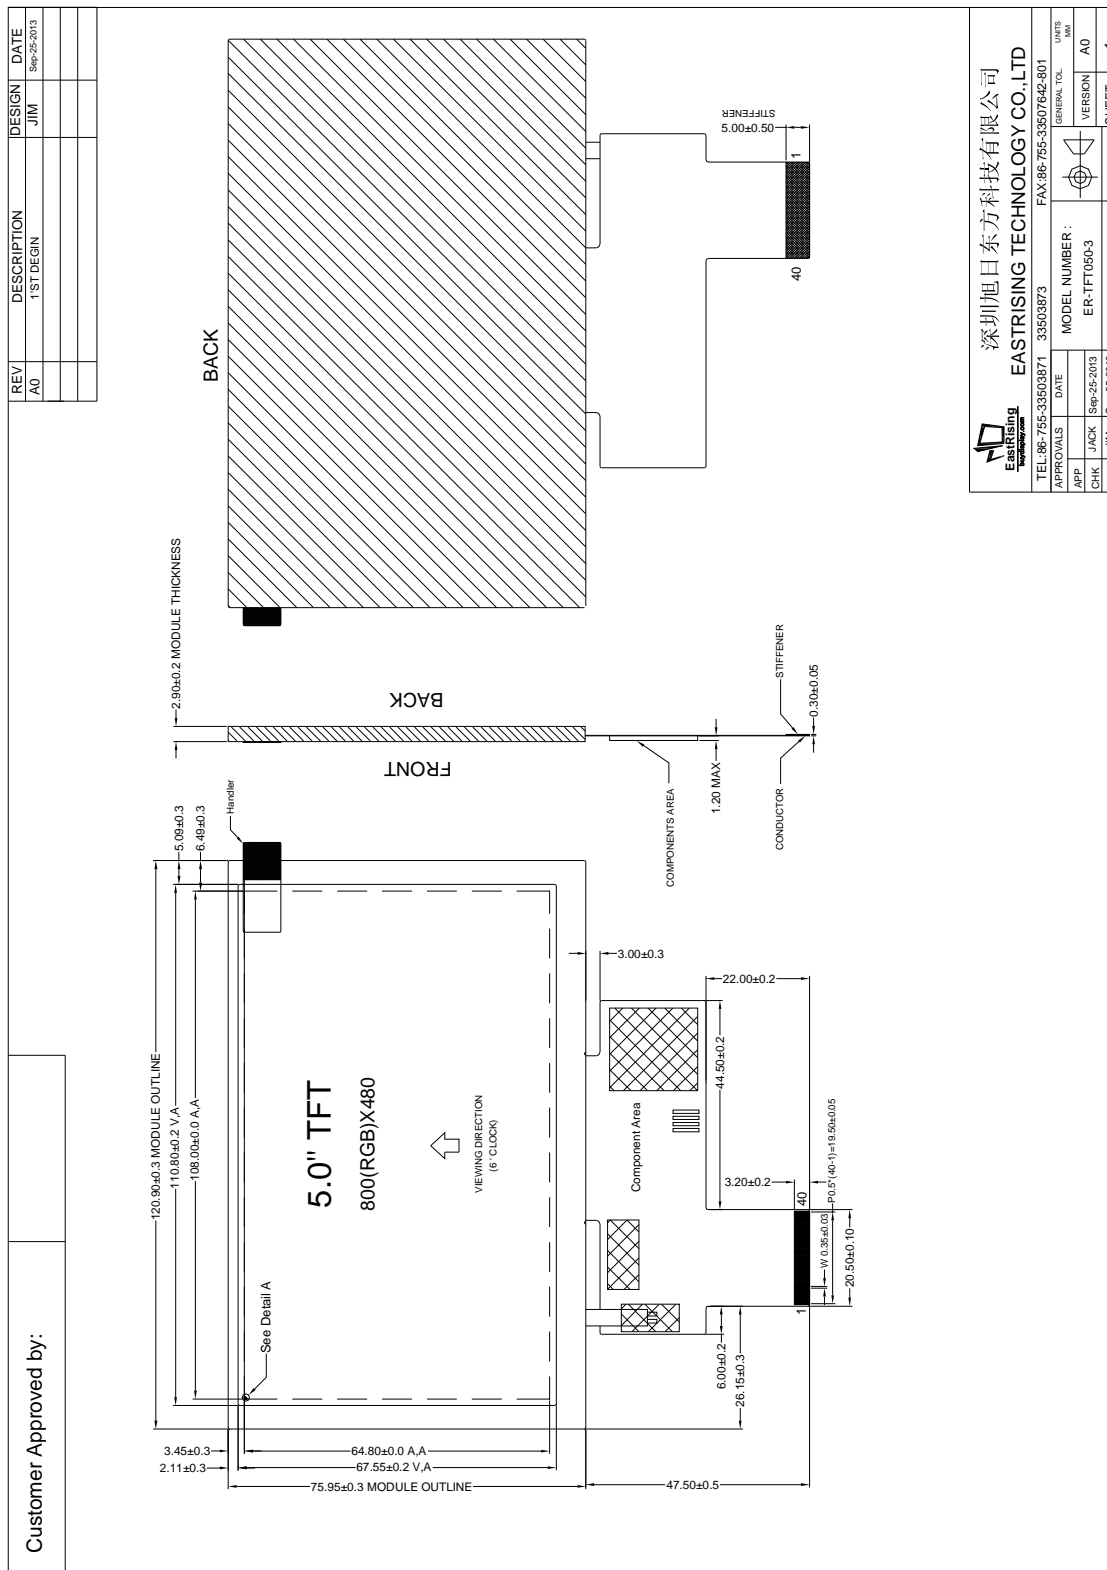 Customer Approved by:
REV DESCRIPTION DESIGN DATE
A0 1'ST DEGIN JIM Sep-25-2013
120.90±0.3 MODULE OUTLINE
110.80±0.2 V,A
108.00±0.0 A,A
5.09±0.3
6.49±0.3
Handler
See Detail A
5.0" TFT
800(RGB)X480
VIEWING DIRECTION
(6 ' CLOCK)
3.45±0.3
2.11±0.3
64.80±0.0 A,A
67.55±0.2 V,A
75.95±0.3 MODULE OUTLINE
47.50±0.5
3.00±0.3
22.00±0.2
44.50±0.2
Component Area
3.20±0.2
1 40
W 0.35±0.03
P0.5*(40-1)=19.50±0.05
20.50±0.10
6.00±0.2
26.15±0.3
2.90±0.2 MODULE THICKNESS
FRONT
BACK
COMPONENTS AREA
1.20 MAX
CONDUCTOR
STIFFENER
0.30±0.05
BACK
STIFFENER
5.00±0.50
40 1
深圳旭日东方科技有限公司
EastRising
buydisplay.com
EASTRISING TECHNOLOGY CO.,LTD
TEL:86-755-33503871 33503873 FAX:86-755-33507642-801
APPROVALS DATE
APP
CHK JACK Sep-25-2013
MODEL NUMBER :
ER-TFT050-3
GENERAL TOL. UNITS
MM
VERSION A0